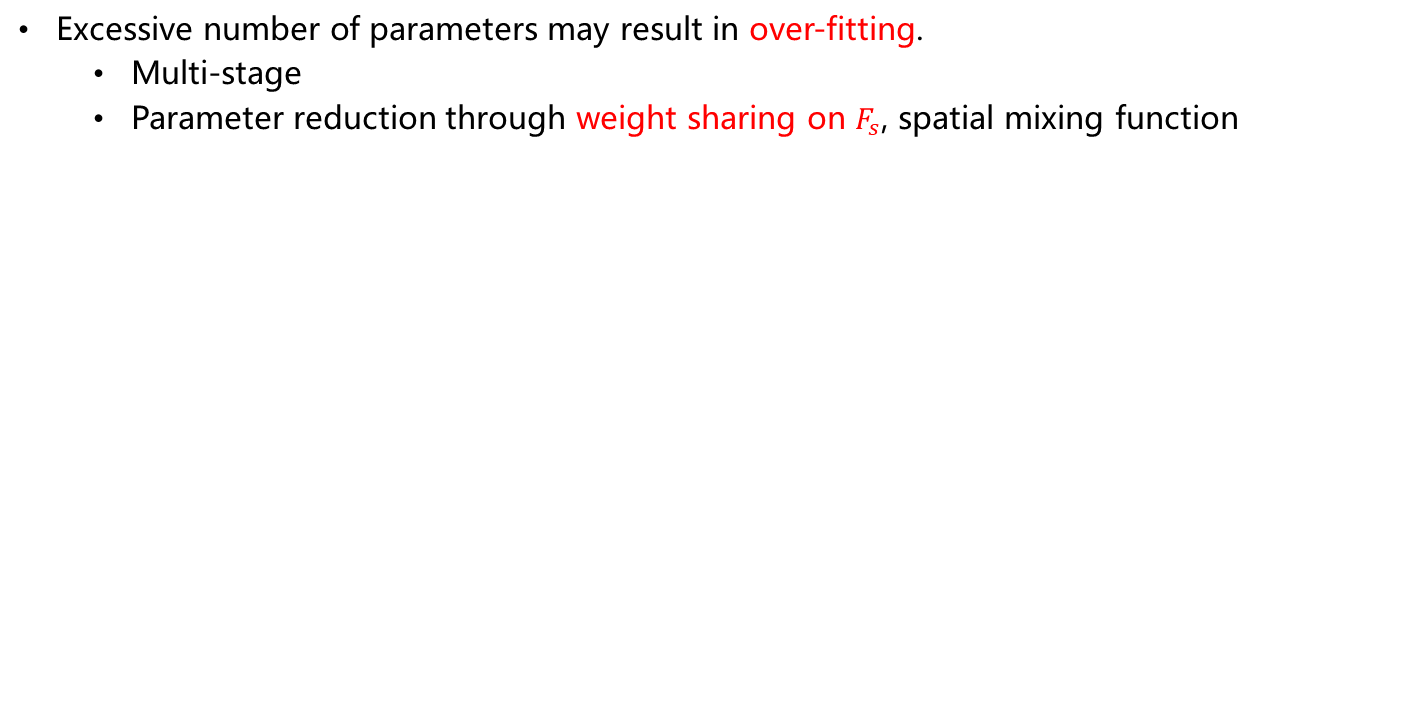 • Excessive number of parameters may result in over-fitting.
• Multi-stage
• Parameter reduction through weight sharing on Fₛ, spatial mixing function